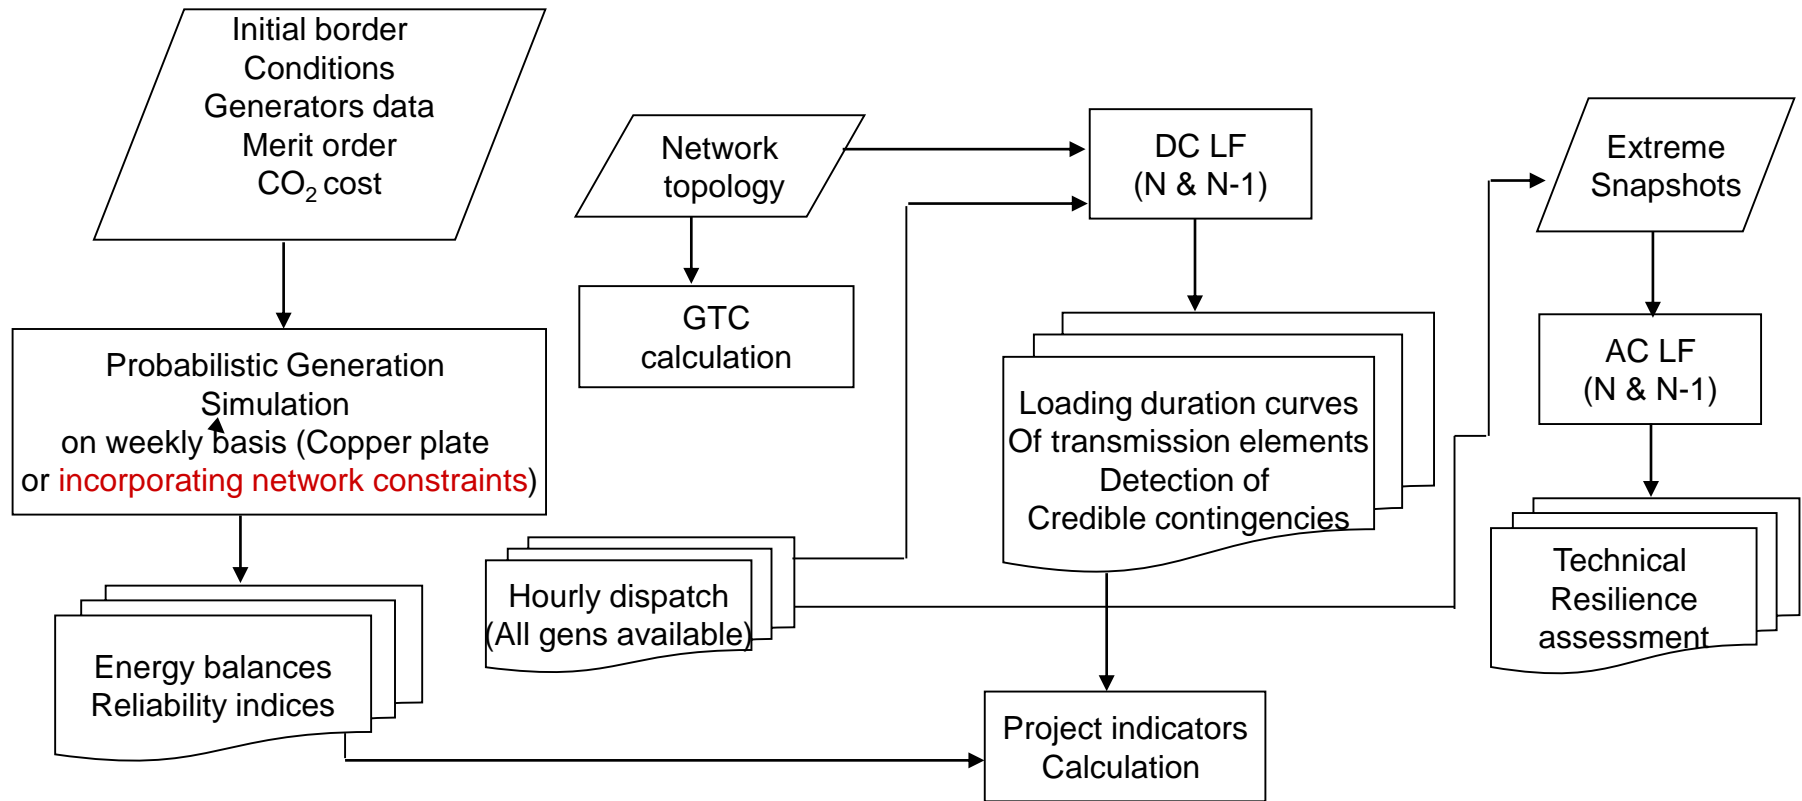 Initial border
Conditions
Generators data
Merit order
CO₂ cost
Probabilistic Generation
Simulation
on weekly basis (Copper plate
or incorporating network constraints)
Energy balances
Reliability indices
Network
topology
GTC
calculation
Hourly dispatch
(All gens available)
DC LF
(N & N-1)
Loading duration curves
Of transmission elements
Detection of
Credible contingencies
Project indicators
Calculation
Extreme
Snapshots
AC LF
(N & N-1)
Technical
Resilience
assessment